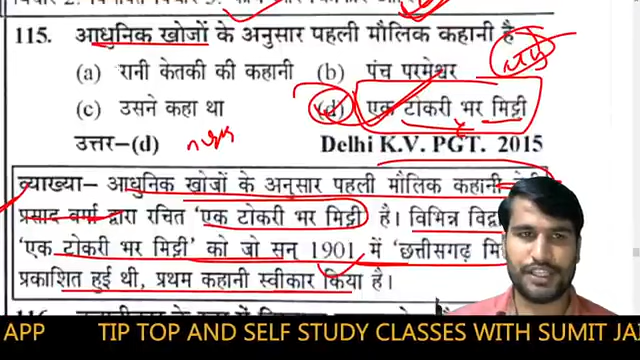 115. आधुनिक खोजों के अनुसार पहली मौलिक कहानी है
(a) रानी केतकी की कहानी (b) पंच परमेश्वर
(c) उसने कहा था (d) एक टोकरी भर मिट्टी
उत्तर-(d) Delhi K.V. PGT. 2015
व्याख्या- आधुनिक खोजों के अनुसार पहली मौलिक कहानी
प्रसाद वर्मा द्वारा रचित 'एक टोकरी भर मिट्टी' है। विभिन्न
'एक टोकरी भर मिट्टी' को जो सन् 1901 में 'छत्तीसगढ़
प्रकाशित हुई थी, प्रथम कहानी स्वीकार किया है।
APP TIP TOP AND SELF STUDY CLASSES WITH SUMIT